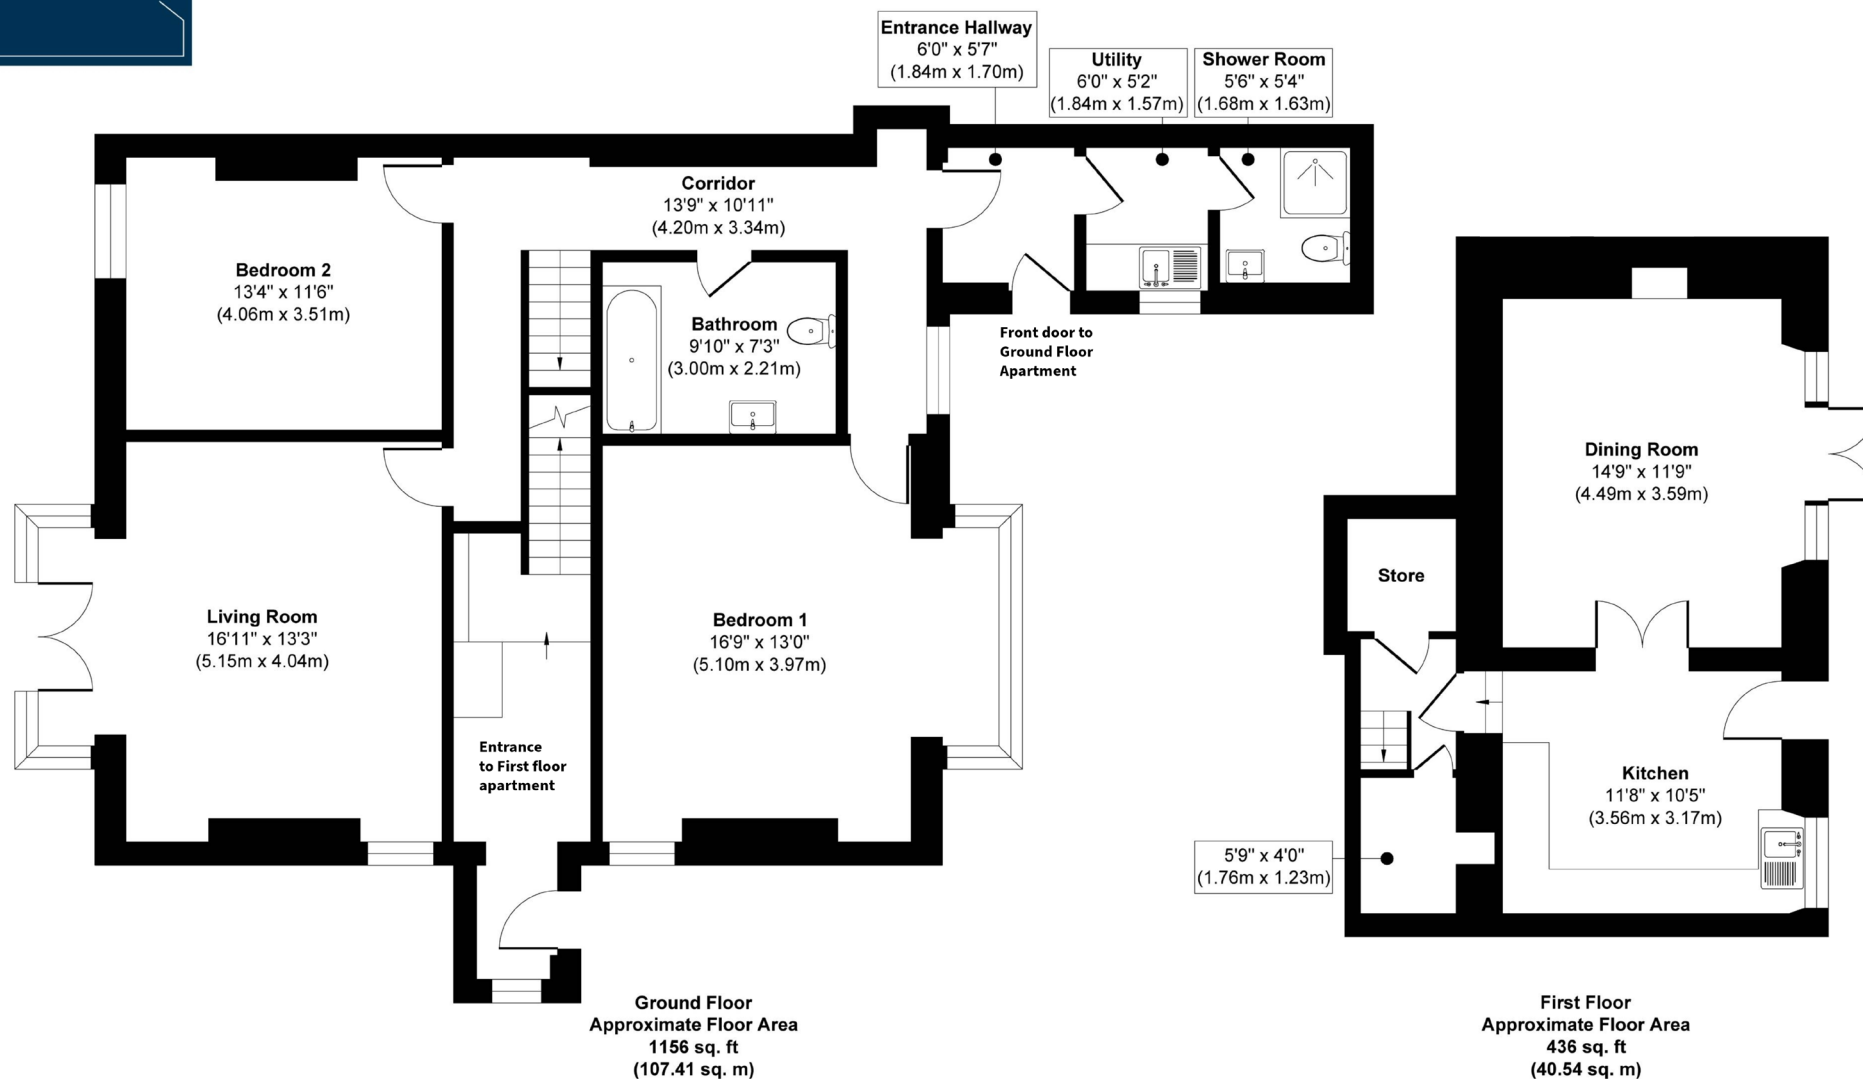 Entrance Hallway
6'0" x 5'7"
(1.84m x 1.70m)
Utility
6'0" x 5'2"
(1.84m x 1.57m)
Shower Room
5'6" x 5'4"
(1.68m x 1.63m)
Corridor
13'9" x 10'11"
(4.20m x 3.34m)
Bedroom 2
13'4" x 11'6"
(4.06m x 3.51m)
Bathroom
9'10" x 7'3"
(3.00m x 2.21m)
Front door to
Ground Floor
Apartment
Dining Room
14'9" x 11'9"
(4.49m x 3.59m)
Store
Living Room
16'11" x 13'3"
(5.15m x 4.04m)
Bedroom 1
16'9" x 13'0"
(5.10m x 3.97m)
Entrance
to First floor
apartment
Kitchen
11'8" x 10'5"
(3.56m x 3.17m)
5'9" x 4'0"
(1.76m x 1.23m)
Ground Floor
Approximate Floor Area
1156 sq. ft
(107.41 sq. m)
First Floor
Approximate Floor Area
436 sq. ft
(40.54 sq. m)